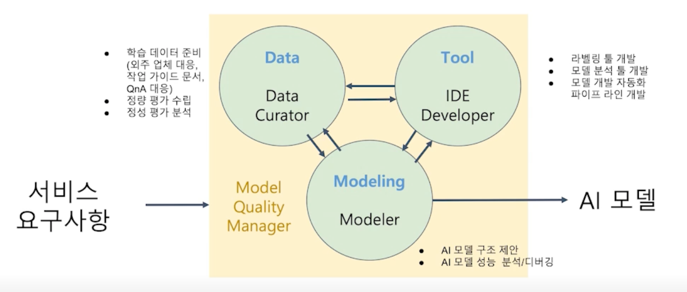 • 학습 데이터 준비
(외주 업체 대응,
작업 가이드 문서,
QnA 대응)
• 정량 평가 수립
• 정성 평가 분석
Data
Data
Curator
Tool
IDE
Developer
• 라벨링 툴 개발
• 모델 분석 툴 개발
• 모델 개발 자동화
파이프 라인 개발
서비스
요구사항
Model
Quality
Manager
Modeling
Modeler
AI 모델
• AI 모델 구조 제안
• AI 모델 성능 분석/디버깅